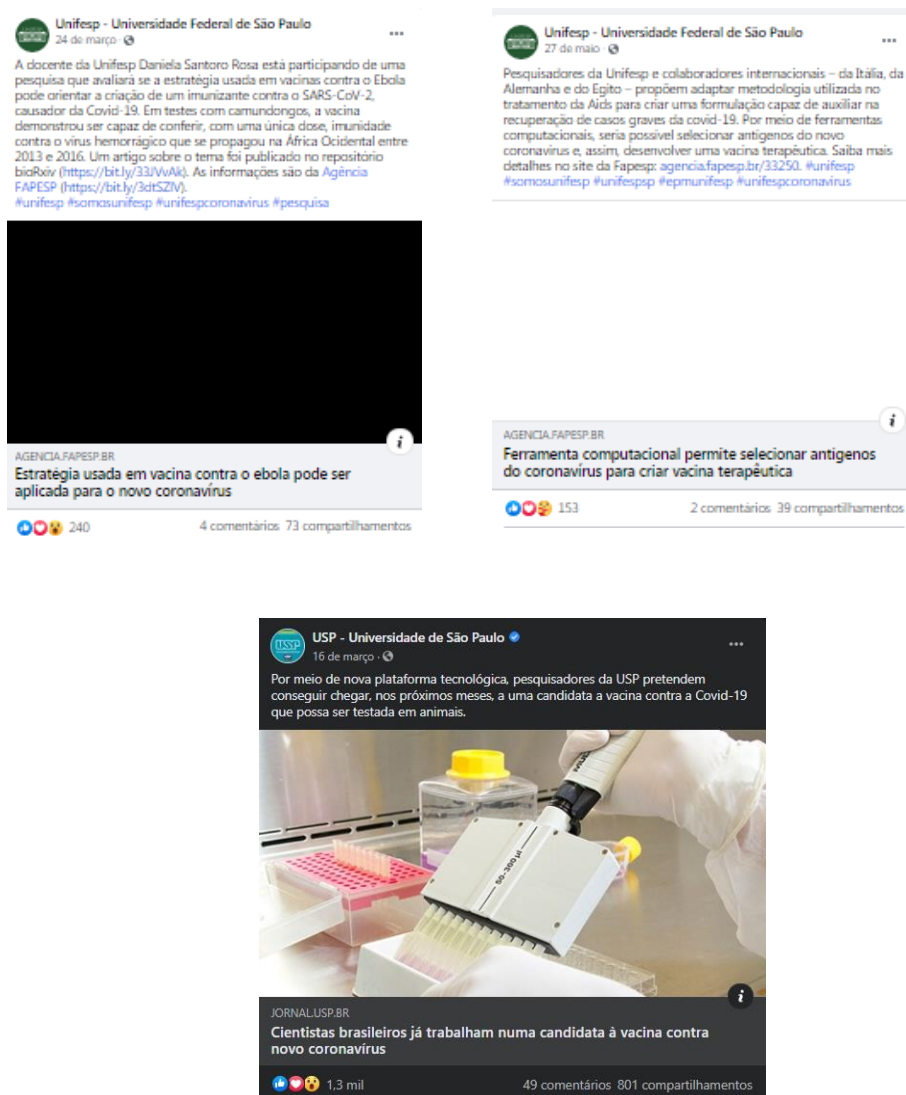 Unifesp - Universidade Federal de São Paulo
24 de março ·
A docente da Unifesp Daniela Santoro Rosa está participando de uma
pesquisa que avaliará se a estratégia usada em vacinas contra o Ebola
pode orientar a criação de um imunizante contra o SARS-CoV-2,
causador da Covid-19. Em testes com camundongos, a vacina
demonstrou ser capaz de conferir, com uma única dose, imunidade
contra o vírus hemorrágico que se propagou na África Ocidental entre
2013 e 2016. Um artigo sobre o tema foi publicado no repositório
bioRxiv (https://bit.ly/33JVvAk). As informações são da Agência
FAPESP (https://bit.ly/3dtSZlV).
#unifesp #somosunifesp #unifespcoronavirus #pesquisa
AGENCIA.FAPESP.BR
Estratégia usada em vacina contra o ebola pode ser
aplicada para o novo coronavírus
240
4 comentários 73 compartilhamentos
Unifesp - Universidade Federal de São Paulo
27 de maio ·
Pesquisadores da Unifesp e colaboradores internacionais – da Itália, da
Alemanha e do Egito – propõem adaptar metodologia utilizada no
tratamento da Aids para criar uma formulação capaz de auxiliar na
recuperação de casos graves da covid-19. Por meio de ferramentas
computacionais, seria possível selecionar antígenos do novo
coronavírus e, assim, desenvolver uma vacina terapêutica. Saiba mais
detalhes no site da Fapesp: agencia.fapesp.br/33250. #unifesp
#somosunifesp #unifespsp #epmunifesp #unifespcoronavirus
AGENCIA.FAPESP.BR
Ferramenta computacional permite selecionar antígenos
do coronavírus para criar vacina terapêutica
153
2 comentários 39 compartilhamentos
USP
USP - Universidade de São Paulo
16 de março ·
Por meio de nova plataforma tecnológica, pesquisadores da USP pretendem
conseguir chegar, nos próximos meses, a uma candidata a vacina contra a Covid-19
que possa ser testada em animais.
50-300 µl
JORNAL.USP.BR
Cientistas brasileiros já trabalham numa candidata à vacina contra
novo coronavírus
1,3 mil
49 comentários 801 compartilhamentos